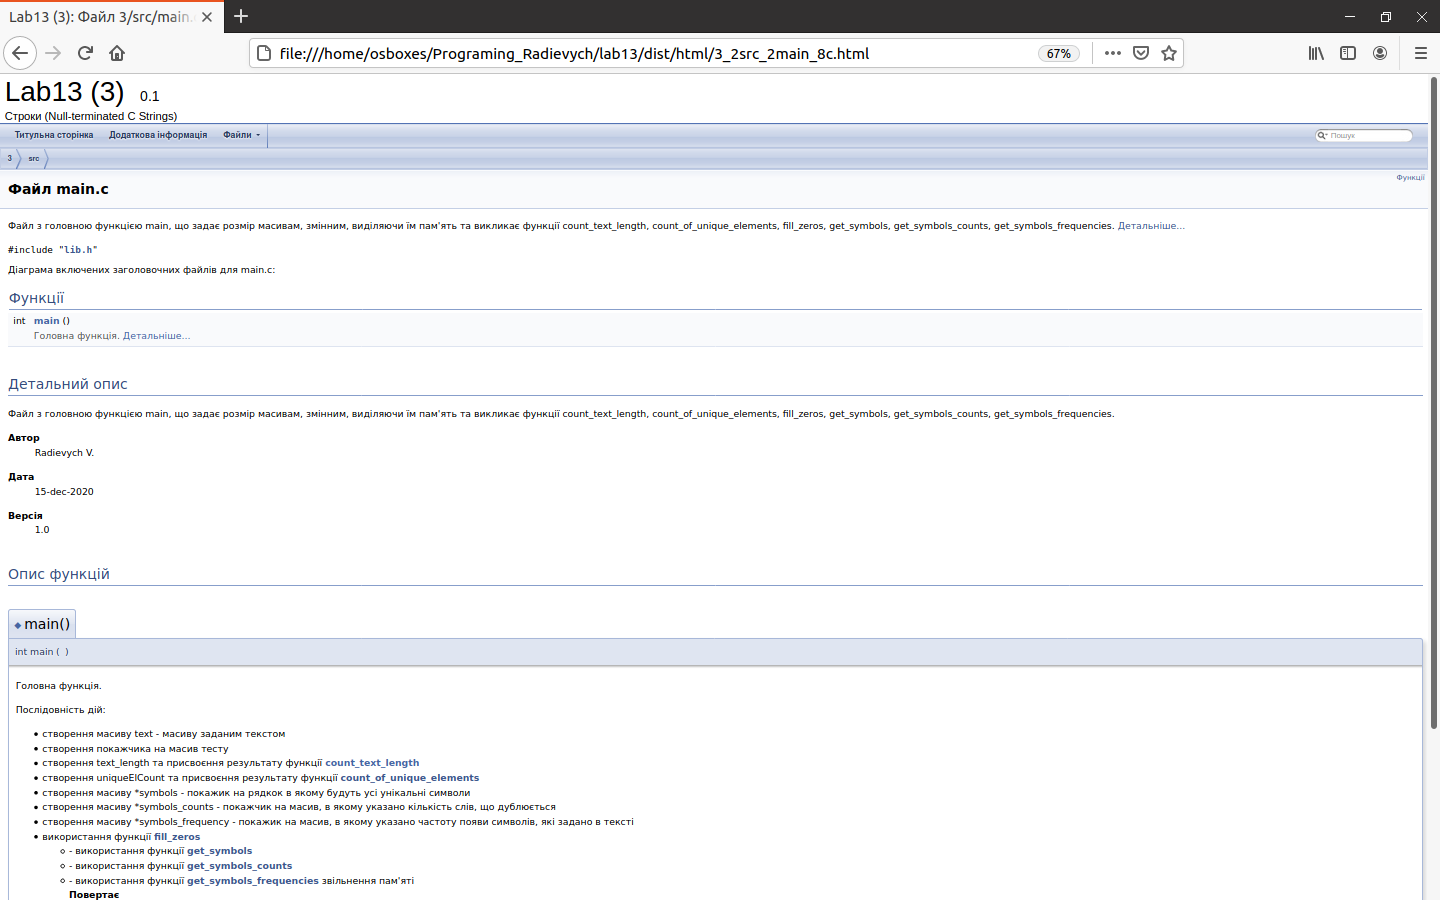 Lab13 (3): Файл 3/src/main.
file:///home/osboxes/Programing_Radievych/lab13/dist/html/3_2src_2main_8c.html
67%
Lab13 (3) 0.1
Строки (Null-terminated C Strings)
Титульна сторінка Додаткова інформація Файли Пошук
3 src
Функції
Файл main.c
Файл з головною функцією main, що задає розмір масивам, змінним, виділяючи їм пам'ять та викликає функції count_text_length, count_of_unique_elements, fill_zeros, get_symbols, get_symbols_counts, get_symbols_frequencies. Детальніше...
#include "lib.h"
Діаграма включених заголовочних файлів для main.c:
Функції
int main ()
Головна функція. Детальніше...
Детальний опис
Файл з головною функцією main, що задає розмір масивам, змінним, виділяючи їм пам'ять та викликає функції count_text_length, count_of_unique_elements, fill_zeros, get_symbols, get_symbols_counts, get_symbols_frequencies.
Автор
Radievych V.
Дата
15-dec-2020
Версія
1.0
Опис функцій
◆ main()
int main ( )
Головна функція.
Послідовність дій:
• створення масиву text - масиву заданим текстом
• створення покажчика на масив тесту
• створення text_length та присвоєння результату функції count_text_length
• створення uniqueElCount та присвоєння результату функції count_of_unique_elements
• створення масиву *symbols - покажик на рядкок в якому будуть усі унікальні символи
• створення масиву *symbols_counts - покажчик на масив, в якому указано кількість слів, що дублюється
• створення масиву *symbols_frequency - покажик на масив, в якому указано частоту появи символів, які задано в тексті
• використання функції fill_zeros
◦ - використання функції get_symbols
◦ - використання функції get_symbols_counts
◦ - використання функції get_symbols_frequencies звільнення пам'яті
Повертає